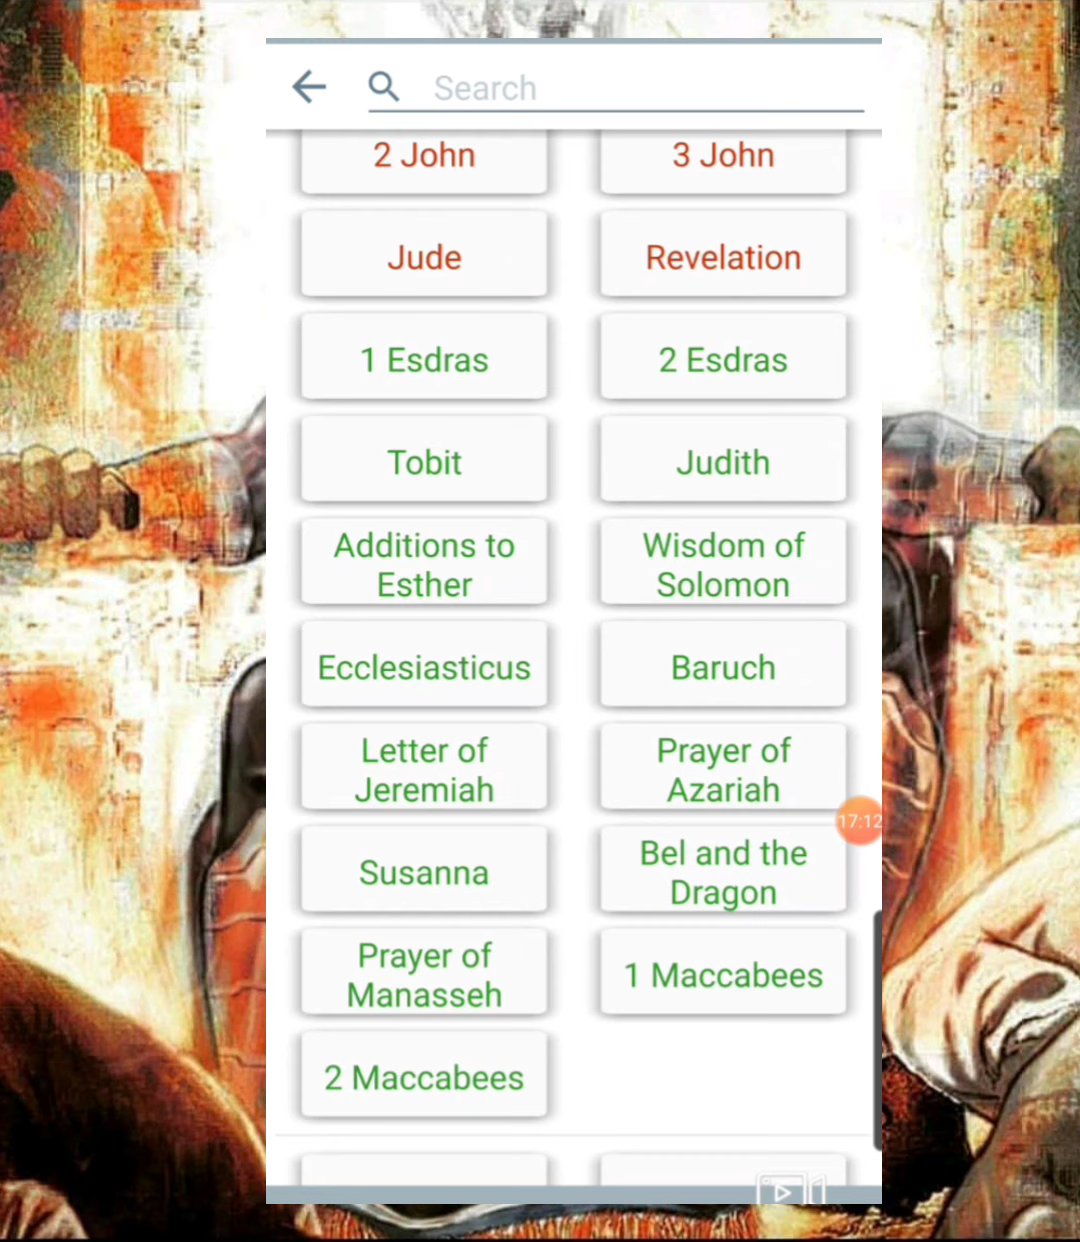 Search
2 John
3 John
Jude
Revelation
1 Esdras
2 Esdras
Tobit
Judith
Additions to
Esther
Wisdom of
Solomon
Ecclesiasticus
Baruch
Letter of
Jeremiah
Prayer of
Azariah
17:12
Susanna
Bel and the
Dragon
Prayer of
Manasseh
1 Maccabees
2 Maccabees